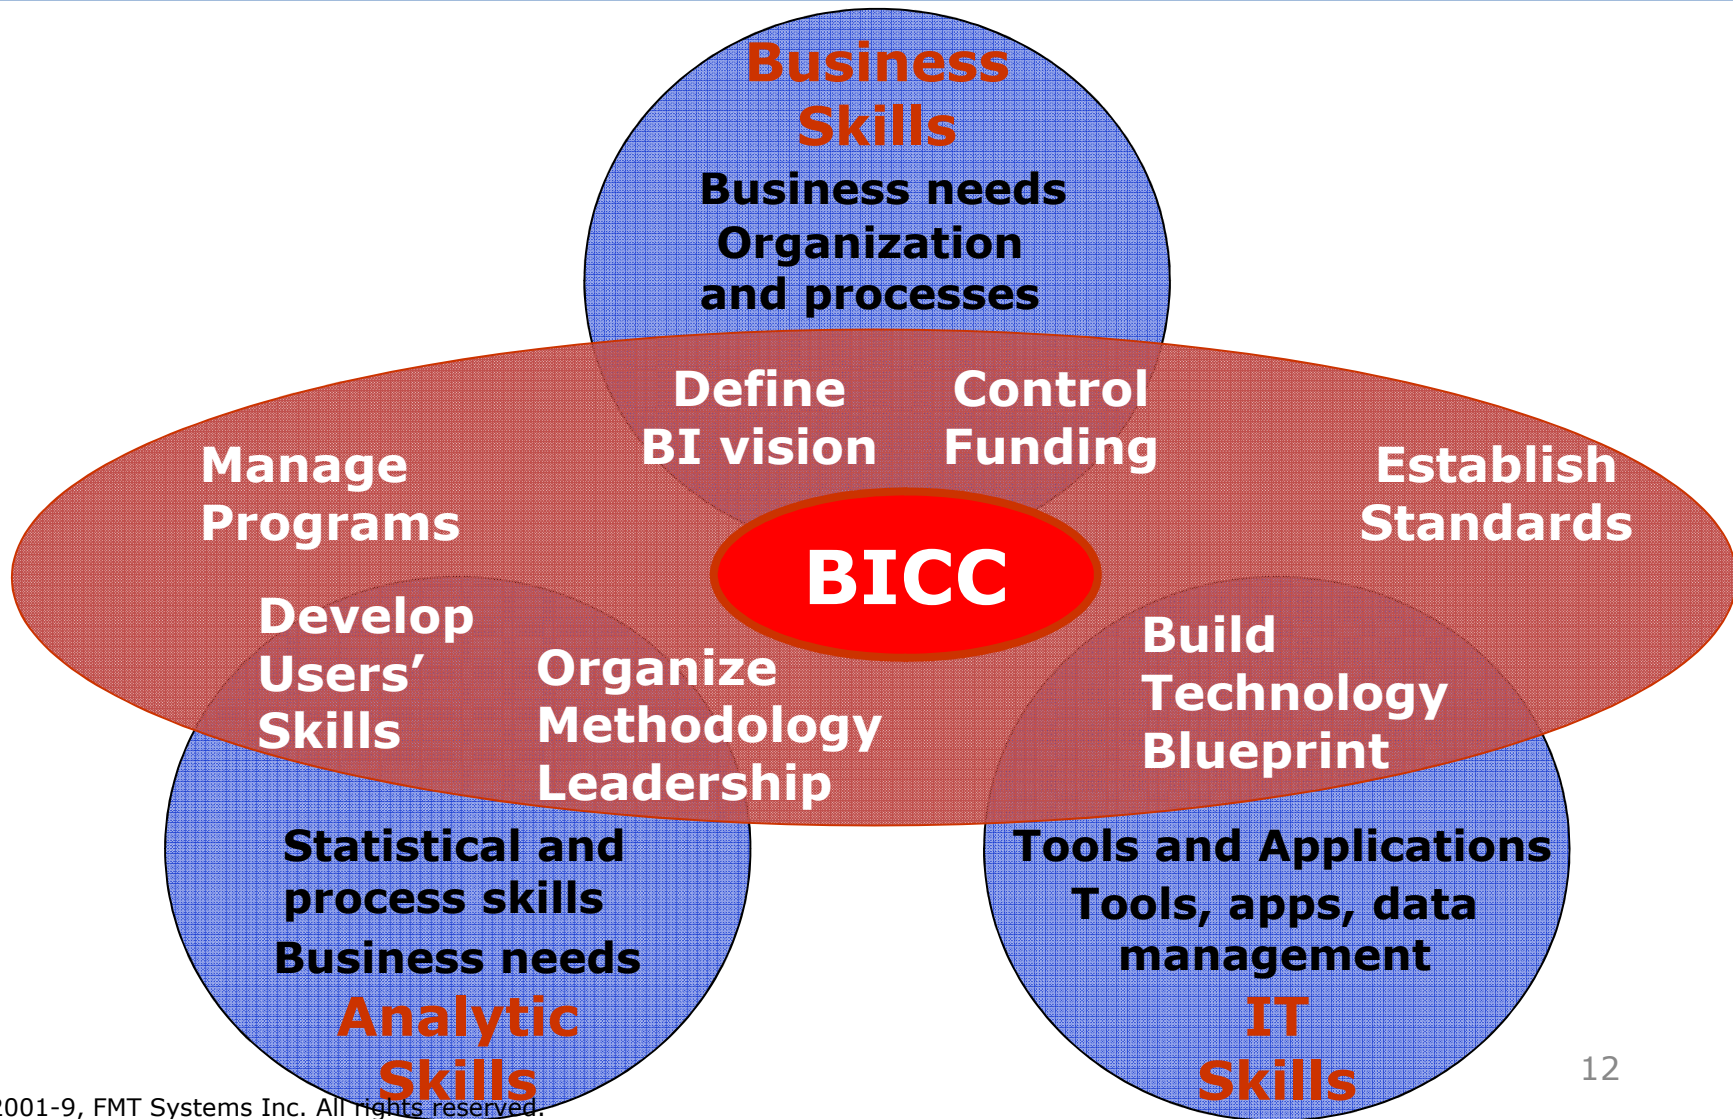 Business
Skills
Business needs
Organization
and processes
Define
BI vision
Control
Funding
Manage
Programs
Establish
Standards
BICC
Develop
Users’
Skills
Organize
Methodology
Leadership
Build
Technology
Blueprint
Statistical and
process skills
Business needs
Analytic
Skills
Tools and Applications
Tools, apps, data
management
IT
Skills
12
2001-9, FMT Systems Inc. All rights reserved.